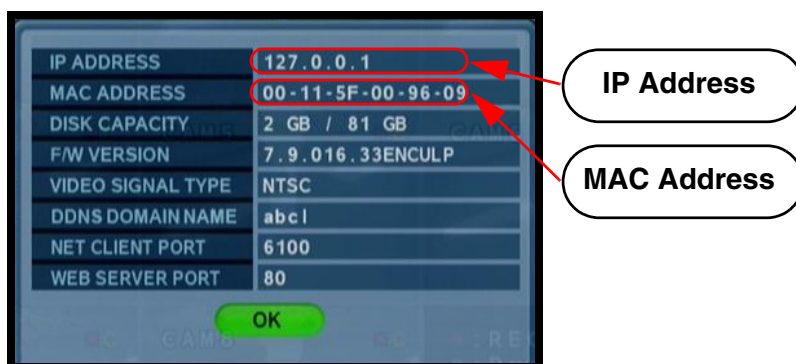 IP ADDRESS 127.0.0.1
IP Address
MAC ADDRESS 00-11-5F-00-96-09
MAC Address
DISK CAPACITY 2 GB / 81 GB
F/W VERSION 7.9.016.33ENCULP
VIDEO SIGNAL TYPE NTSC
DDNS DOMAIN NAME abcl
NET CLIENT PORT 6100
WEB SERVER PORT 80
OK
CAM8